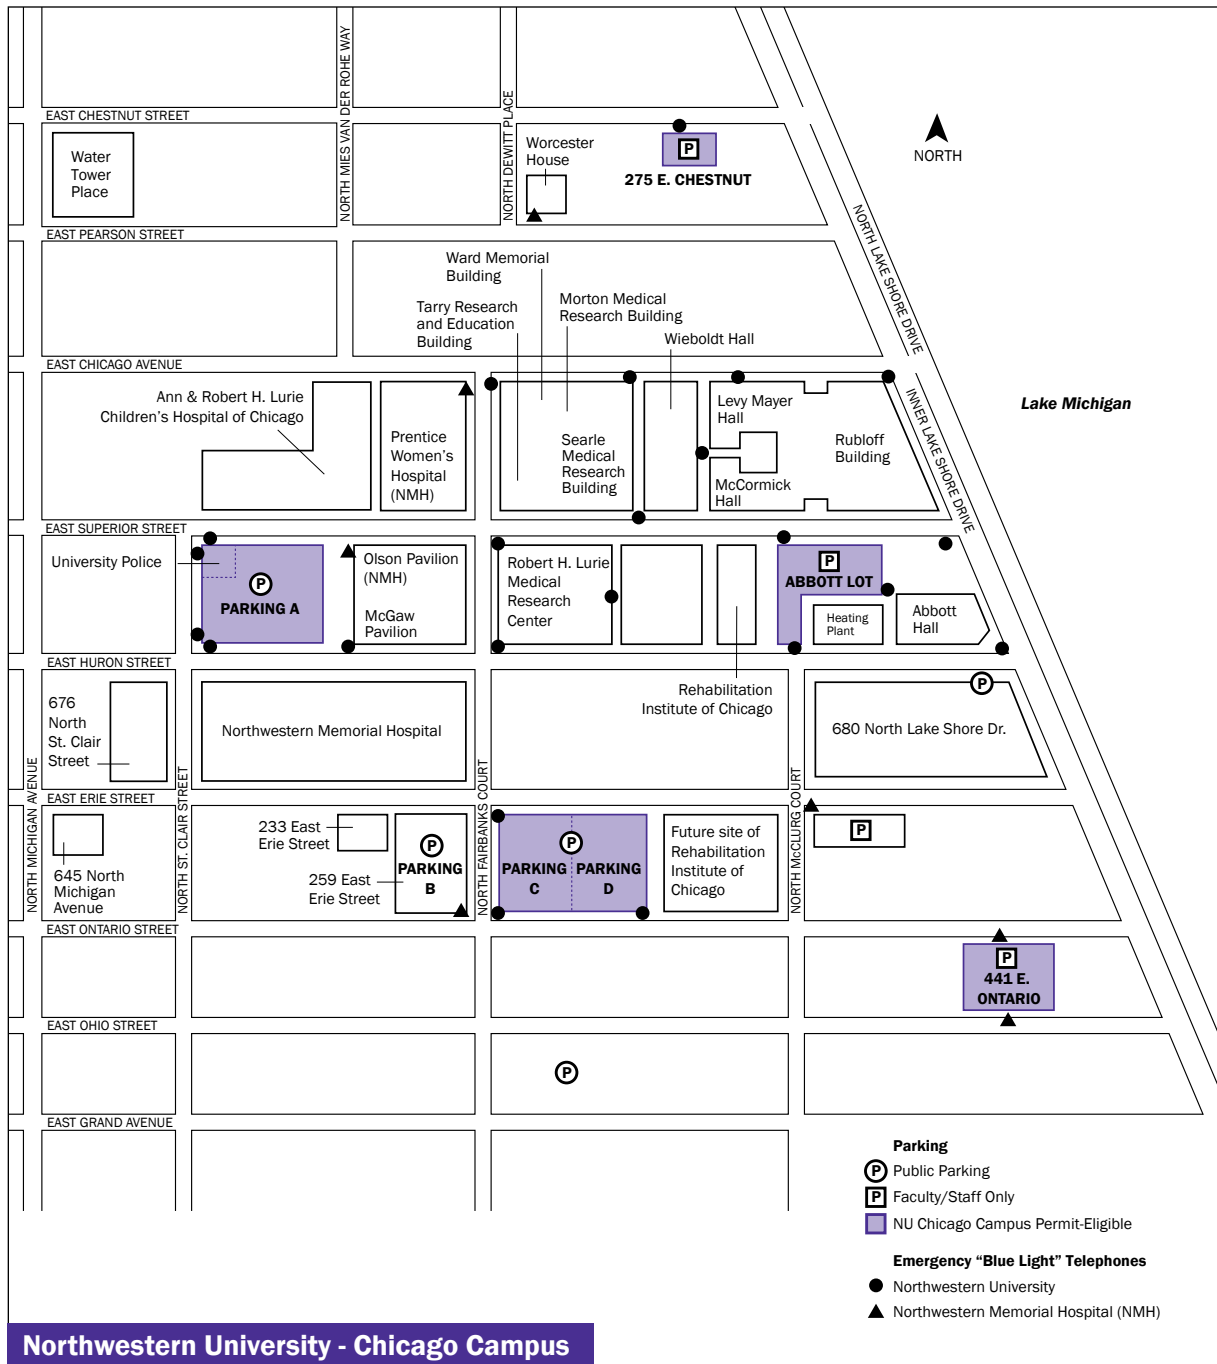 NORTH MIES VAN DER ROHE WAY
NORTH DEWITT PLACE
EAST CHESTNUT STREET
Water
Tower
Place
Worcester
House
P
275 E. CHESTNUT
NORTH
EAST PEARSON STREET
NORTH LAKE SHORE DRIVE
Ward Memorial
Building
Tarry Research
and Education
Building
Morton Medical
Research Building
Wieboldt Hall
EAST CHICAGO AVENUE
Ann & Robert H. Lurie
Children's Hospital of Chicago
Prentice
Women's
Hospital
(NMH)
Searle
Medical
Research
Building
Levy Mayer
Hall
McCormick
Hall
Rubloff
Building
INNER LAKE SHORE DRIVE
Lake Michigan
EAST SUPERIOR STREET
University Police
P
PARKING A
Olson Pavilion
(NMH)
McGaw
Pavilion
Robert H. Lurie
Medical
Research
Center
P
ABBOTT LOT
Heating
Plant
Abbott
Hall
EAST HURON STREET
676
North
St. Clair
Street
Northwestern Memorial Hospital
Rehabilitation
Institute of Chicago
P
680 North Lake Shore Dr.
NORTH MICHIGAN AVENUE
NORTH ST. CLAIR STREET
NORTH FAIRBANKS COURT
NORTH McCLURG COURT
EAST ERIE STREET
645 North
Michigan
Avenue
233 East
Erie Street
259 East
Erie Street
P
PARKING
B
P
PARKING
C
PARKING
D
Future site of
Rehabilitation
Institute of
Chicago
P
EAST ONTARIO STREET
P
441 E.
ONTARIO
EAST OHIO STREET
P
EAST GRAND AVENUE
Parking
P Public Parking
P Faculty/Staff Only
NU Chicago Campus Permit-Eligible
Emergency “Blue Light” Telephones
Northwestern University
Northwestern Memorial Hospital (NMH)
Northwestern University - Chicago Campus